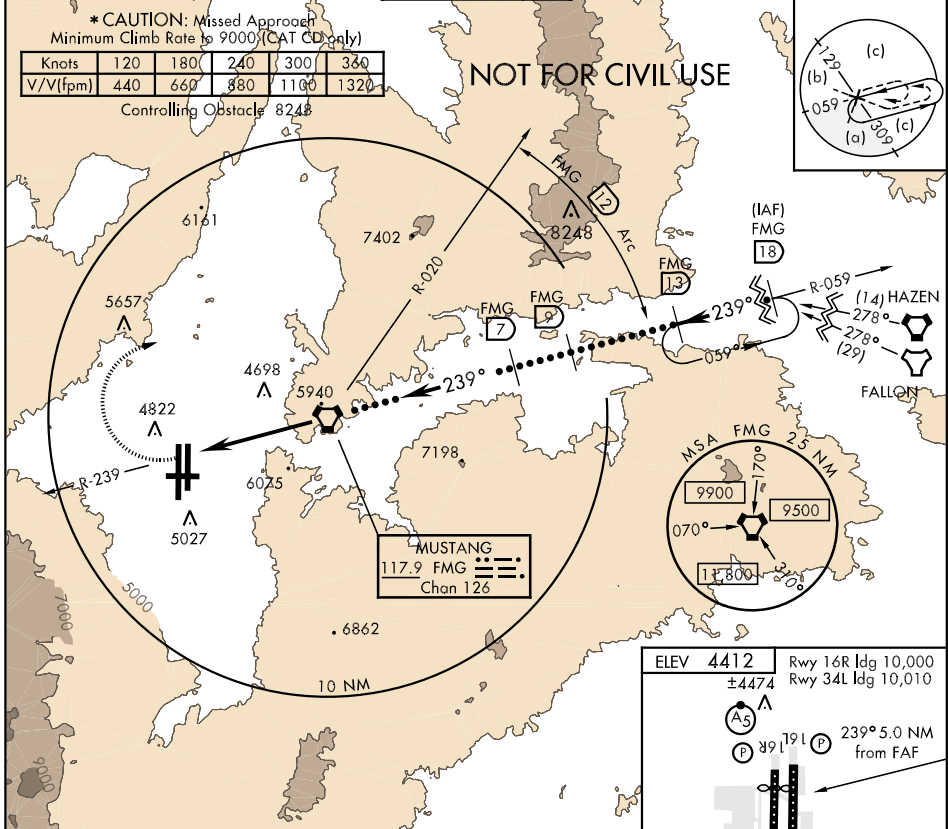 * CAUTION: Missed Approach
Minimum Climb Rate to 9000 (CAT CD only)
Knots 120 180 240 300 360
V/V(fpm) 440 660 880 1100 1320
Controlling Obstacle 8248
NOT FOR CIVIL USE
129
(c)
(b)
059
(a)
309
(c)
6161
7402
R-020
FMG
12
Arc
8248
(IAF)
FMG
18
FMG
13
R-059
(14) HAZEN
278°
278°
(29)
FALLON
5657
FMG
7
FMG
9
239°
059°
239°
4698
5940
4822
R-239
6075
7198
5027
MSA FMG 25 NM
170°
9900
9500
070°
310°
11,800
MUSTANG
117.9 FMG
Chan 126
5000
7000
9000
6862
10 NM
ELEV 4412
Rwy 16R ldg 10,000
Rwy 34L ldg 10,010
±4474
A5
P
16R
16L
P
239° 5.0 NM
from FAF